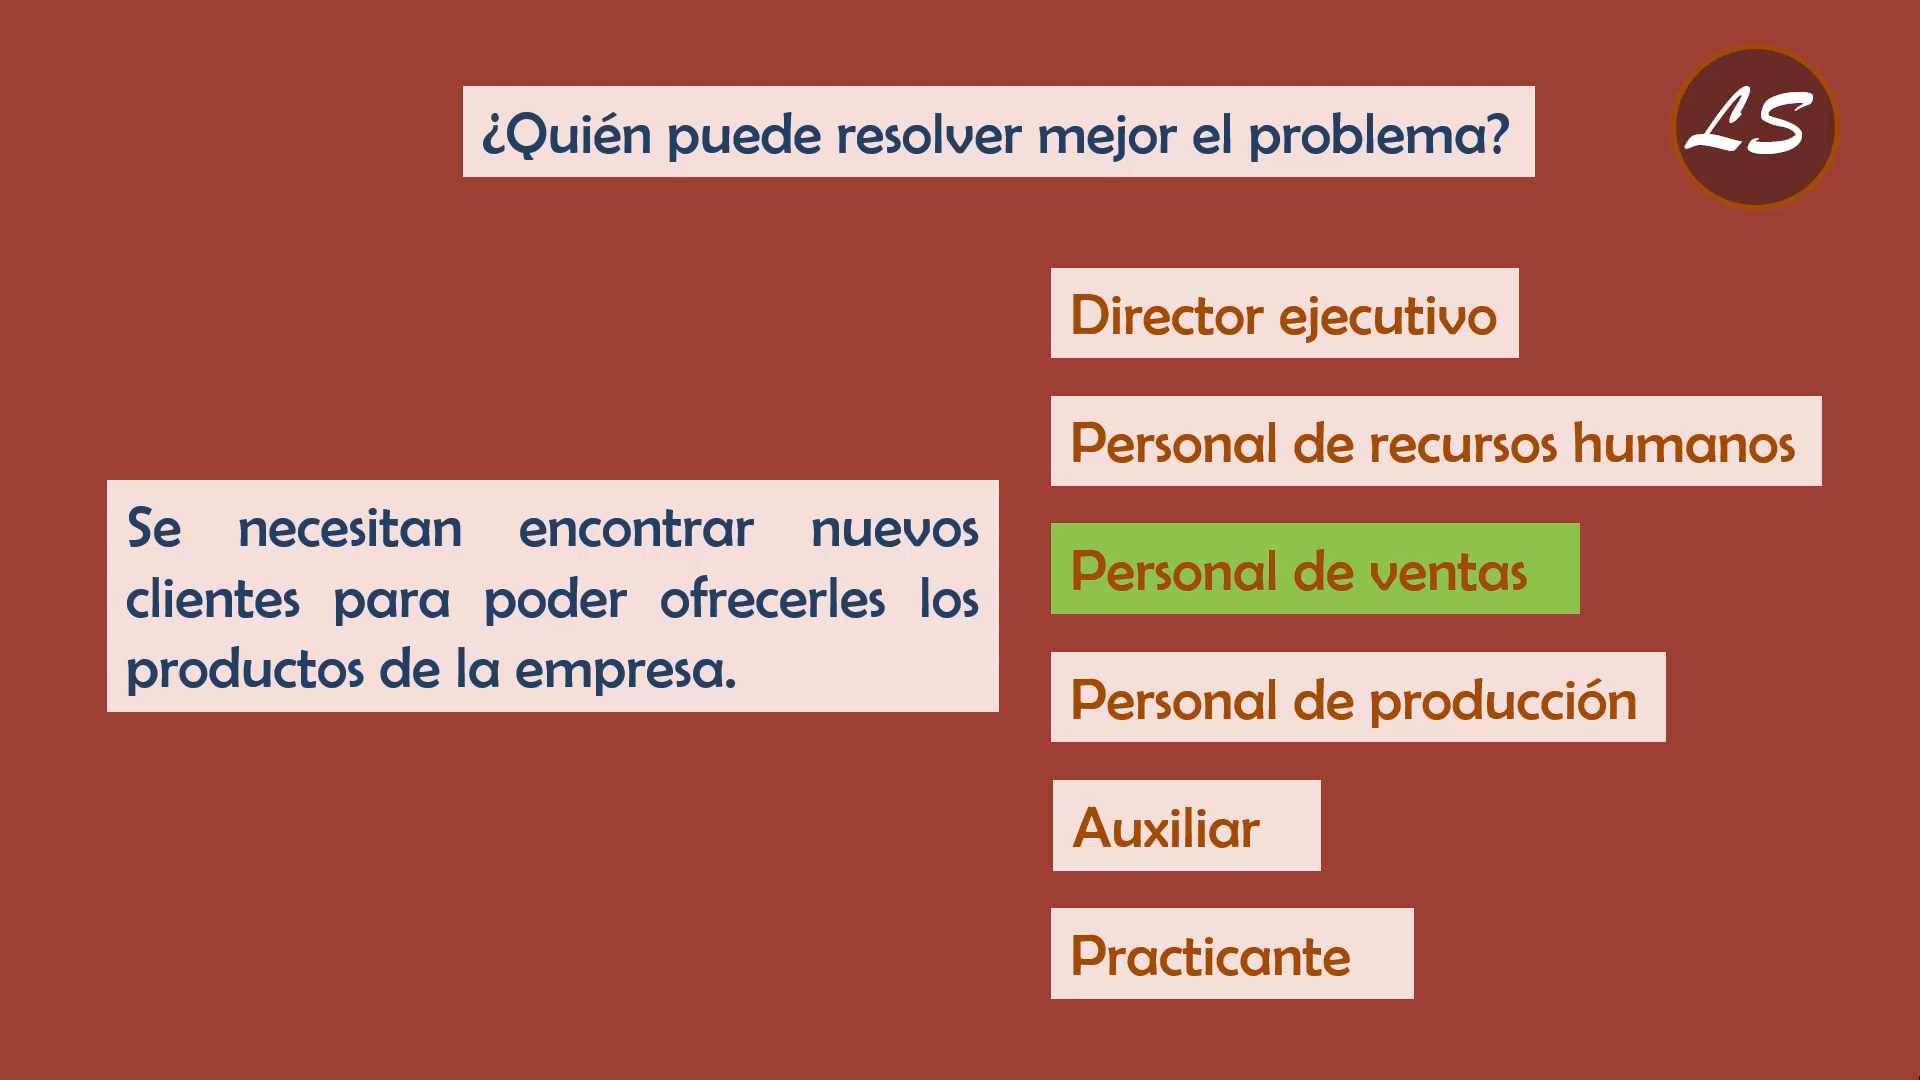 ¿Quién puede resolver mejor el problema?
LS
Se necesitan encontrar nuevos
clientes para poder ofrecerles los
productos de la empresa.
Director ejecutivo
Personal de recursos humanos
Personal de ventas
Personal de producción
Auxiliar
Practicante